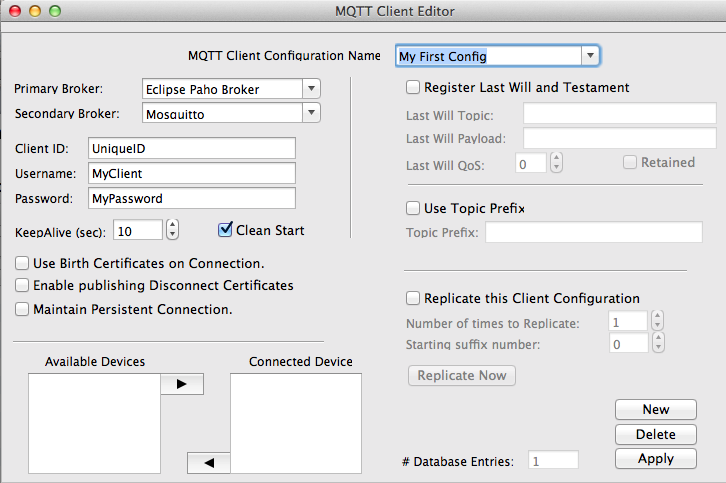 MQTT Client Editor
MQTT Client Configuration Name My First Config
Primary Broker: Eclipse Paho Broker
Secondary Broker: Mosquitto
Client ID: UniqueID
Username: MyClient
Password: MyPassword
KeepAlive (sec): 10 Clean Start
Use Birth Certificates on Connection.
Enable publishing Disconnect Certificates
Maintain Persistent Connection.
Available Devices Connected Device
Register Last Will and Testament
Last Will Topic:
Last Will Payload:
Last Will QoS: 0 Retained
Use Topic Prefix
Topic Prefix:
Replicate this Client Configuration
Number of times to Replicate: 1
Starting suffix number: 0
Replicate Now
New
Delete
# Database Entries: 1 Apply